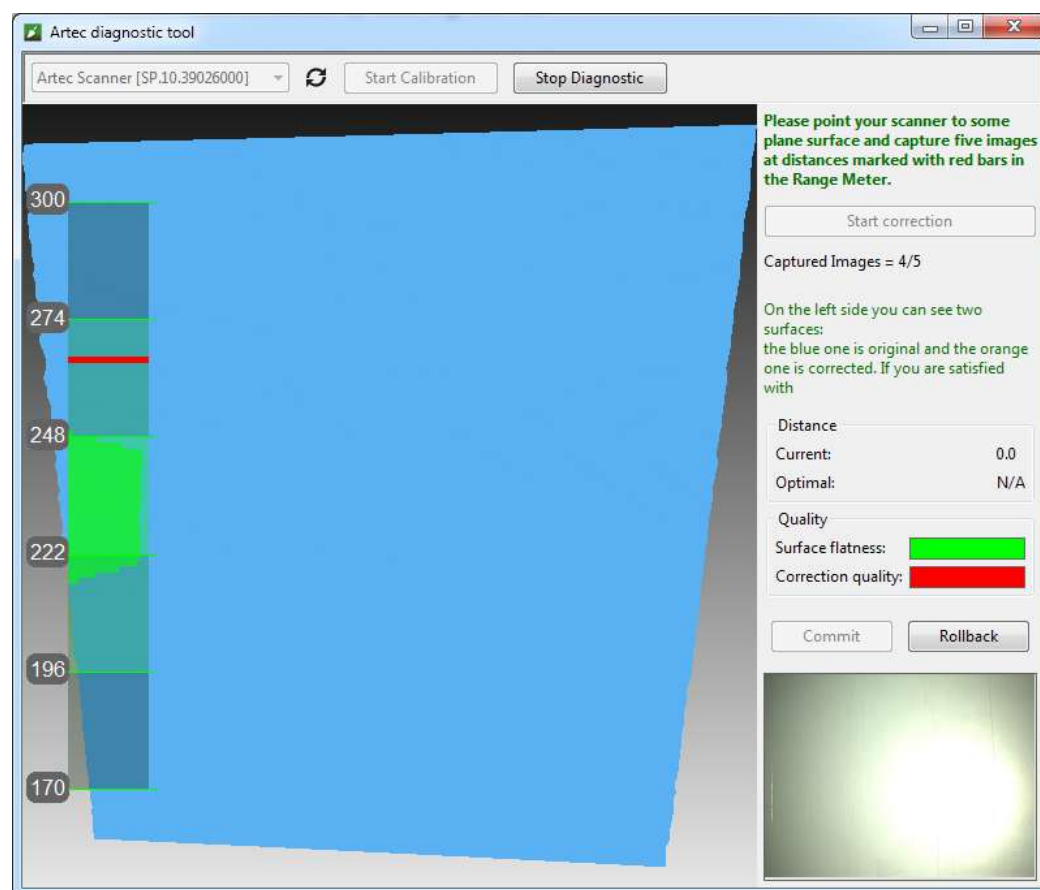 Artec diagnostic tool
Artec Scanner [SP.10.39026000]
Start Calibration
Stop Diagnostic
Please point your scanner to some
plane surface and capture five images
at distances marked with red bars in
the Range Meter.
Start correction
Captured Images = 4/5
On the left side you can see two
surfaces:
the blue one is original and the orange
one is corrected. If you are satisfied
with
Distance
Current: 0.0
Optimal: N/A
Quality
Surface flatness:
Correction quality:
Commit
Rollback
300
274
248
222
196
170